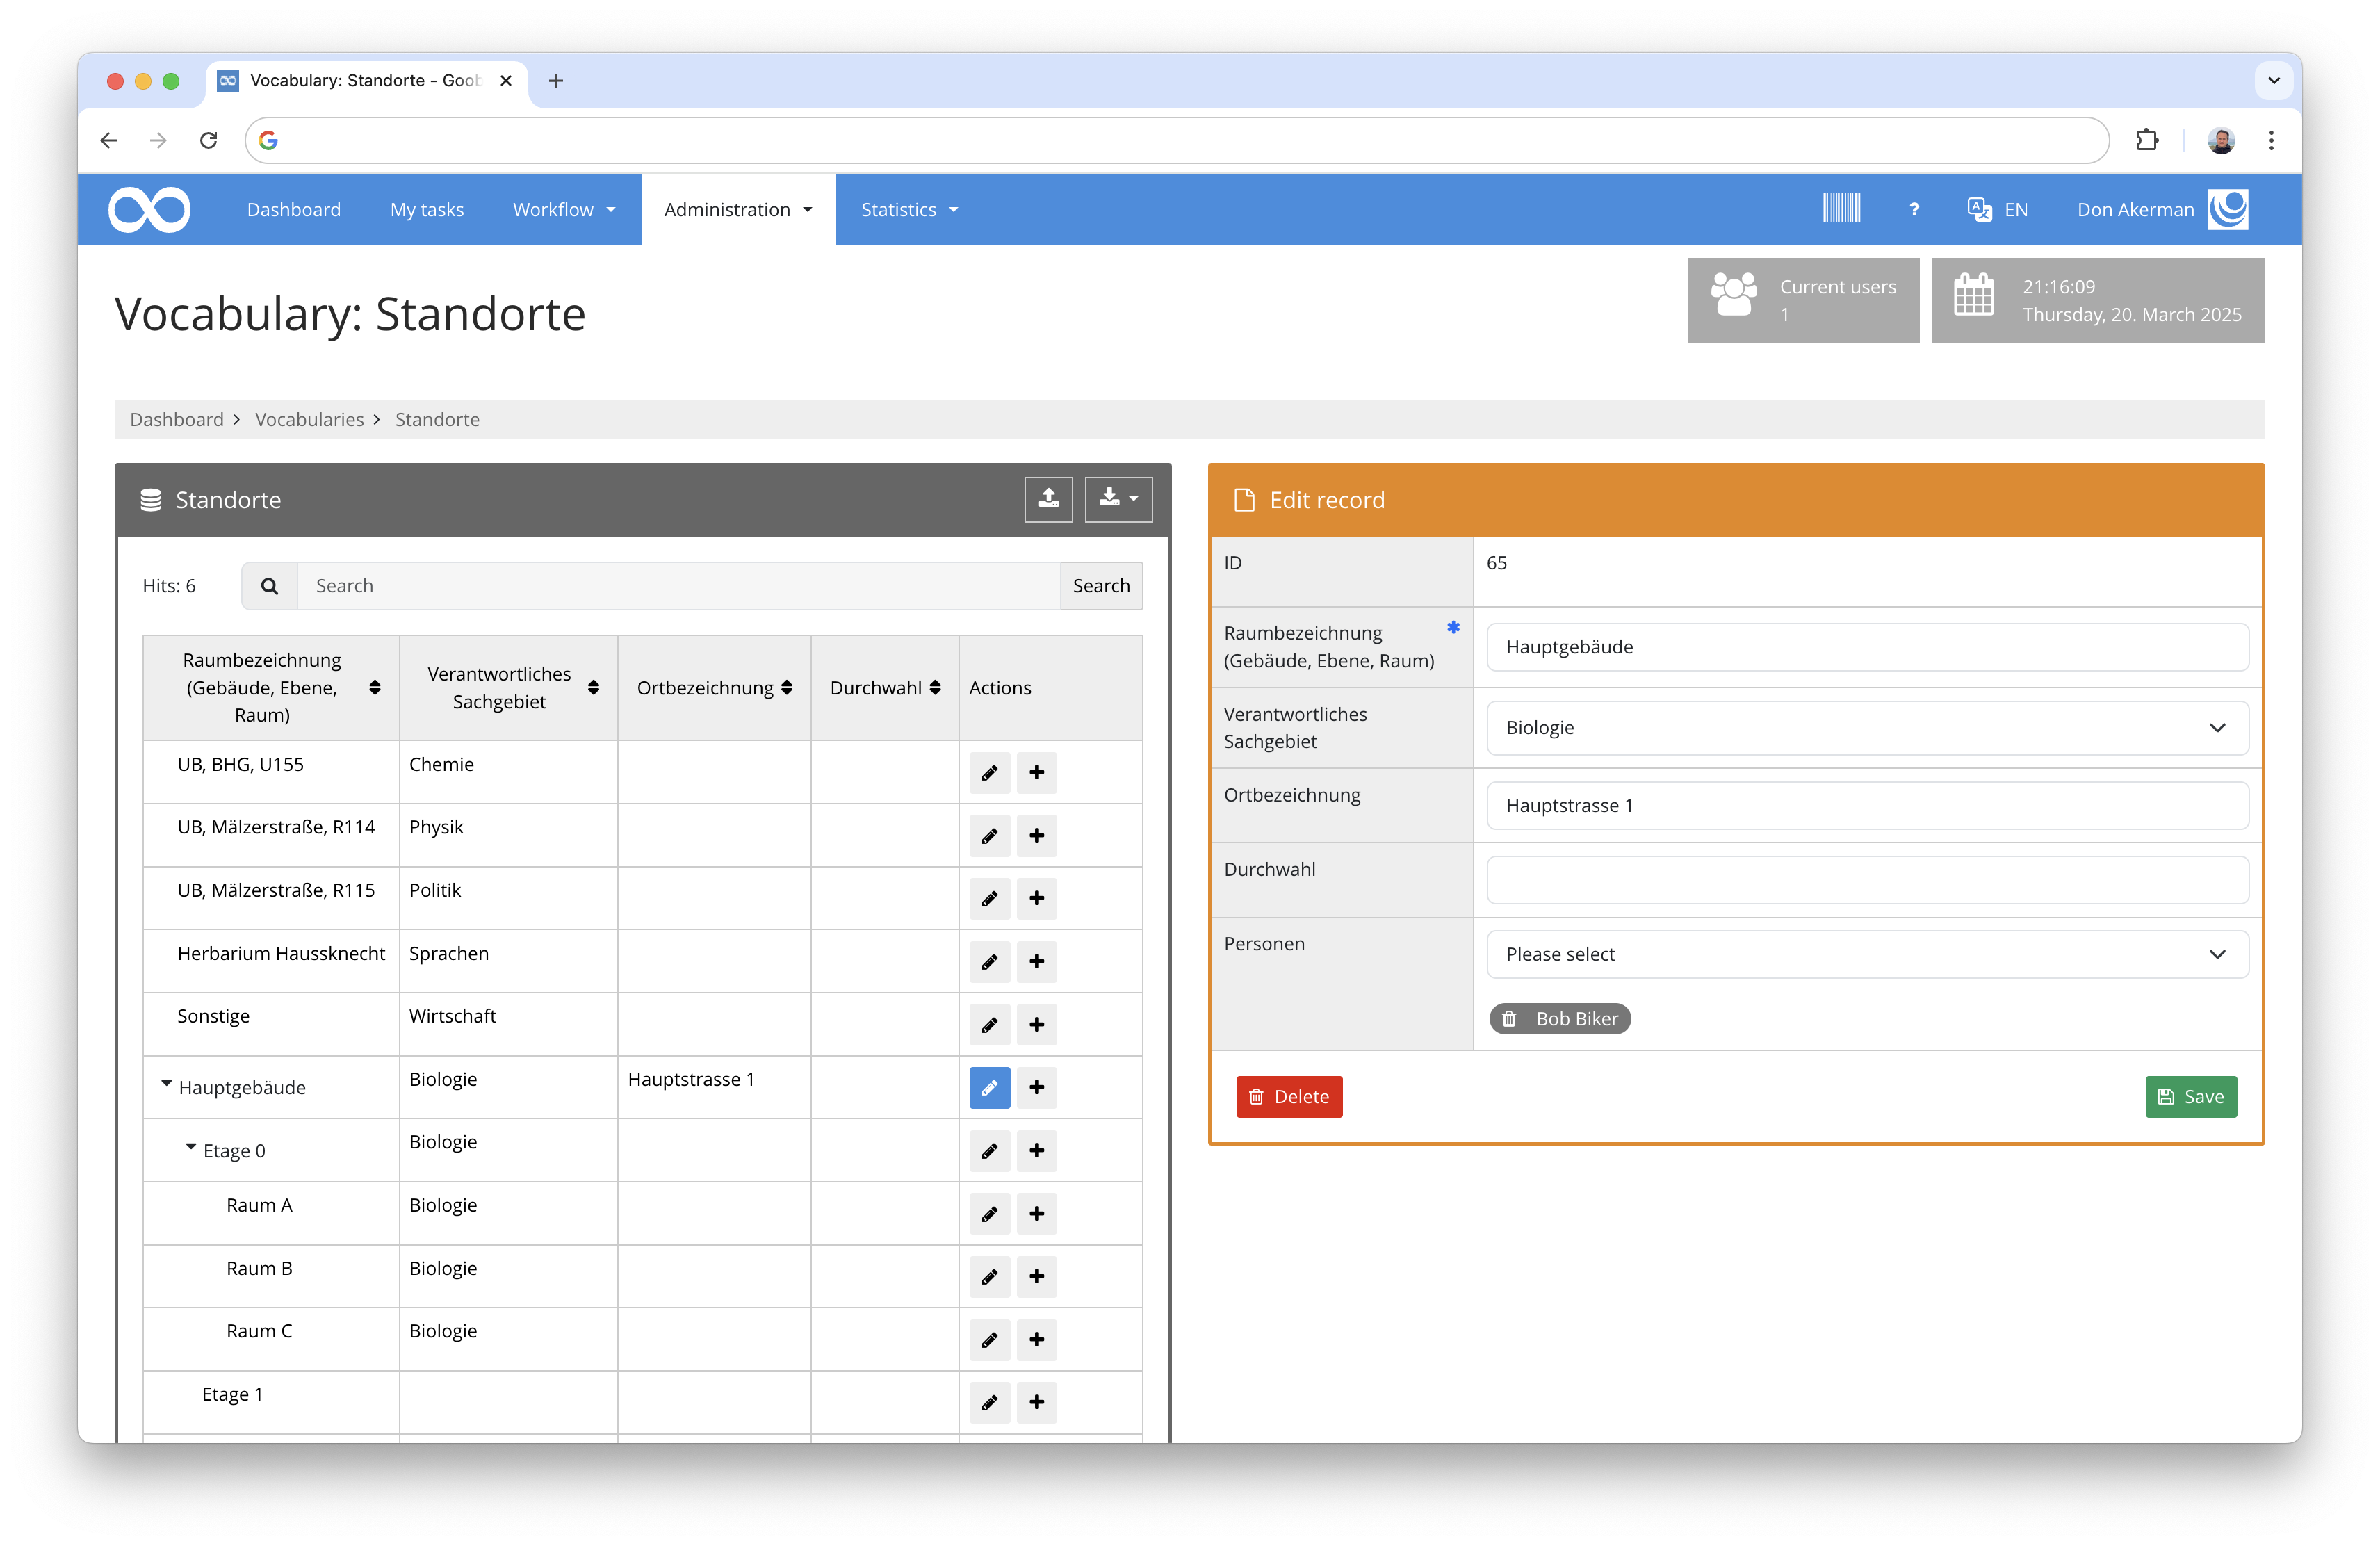 Vocabulary: Standorte - Goob
Dashboard
My tasks
Workflow
Administration
Statistics
?
EN
Don Akerman
Vocabulary: Standorte
Current users
1
21:16:09
Thursday, 20. March 2025
Dashboard
Vocabularies
Standorte
Standorte
Hits: 6
Search
Search
Raumbezeichnung
(Gebäude, Ebene,
Raum)
Verantwortliches
Sachgebiet
Ortbezeichnung
Durchwahl
Actions
UB, BHG, U155
Chemie
UB, Mälzerstraße, R114
Physik
UB, Mälzerstraße, R115
Politik
Herbarium Haussknecht
Sprachen
Sonstige
Wirtschaft
Hauptgebäude
Biologie
Hauptstrasse 1
Etage 0
Biologie
Raum A
Biologie
Raum B
Biologie
Raum C
Biologie
Etage 1
Edit record
ID
65
Raumbezeichnung
(Gebäude, Ebene, Raum)
*
Hauptgebäude
Verantwortliches
Sachgebiet
Biologie
Ortbezeichnung
Hauptstrasse 1
Durchwahl
Personen
Please select
Bob Biker
Delete
Save